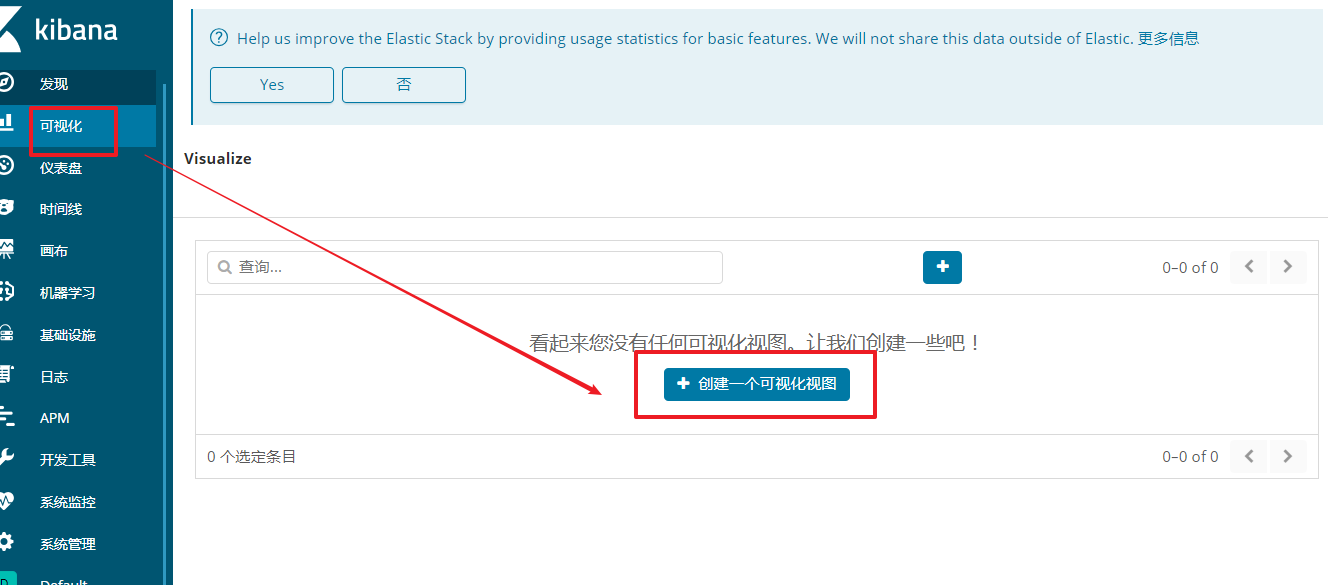 kibana
发现
可视化
仪表盘
时间线
画布
机器学习
基础设施
日志
APM
开发工具
系统监控
系统管理
D Default
Help us improve the Elastic Stack by providing usage statistics for basic features. We will not share this data outside of Elastic. 更多信息
Yes 否
Visualize
查询... 0–0 of 0
看起来您没有任何可视化视图。让我们创建一些吧！
创建一个可视化视图
0 个选定条目 0–0 of 0